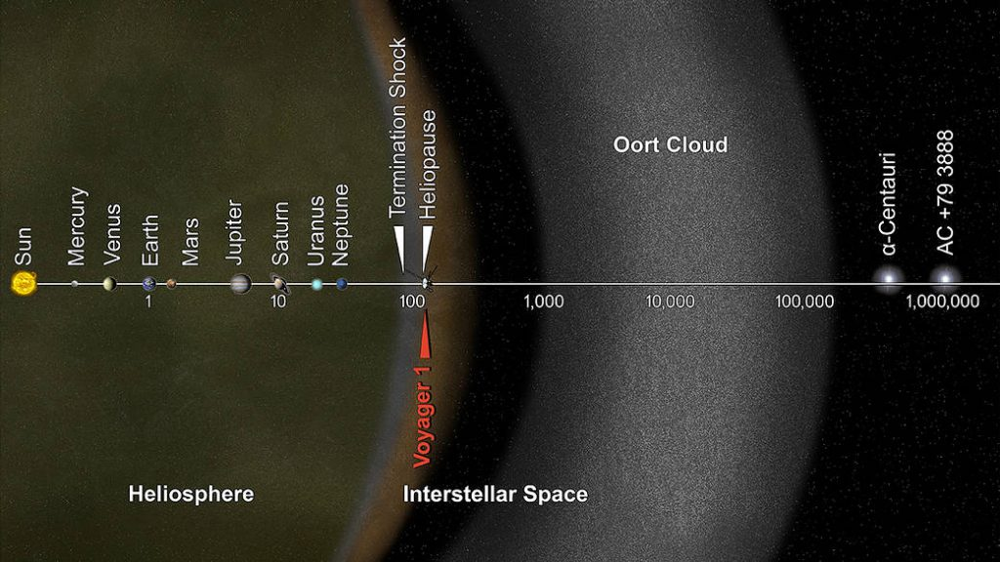 Sun
Mercury
Venus
Earth
Mars
Jupiter
Saturn
Uranus
Neptune
Termination Shock
Heliopause
Oort Cloud
α-Centauri
AC +79 3888
1
10
100
1,000
10,000
100,000
1,000,000
Voyager 1
Heliosphere
Interstellar Space